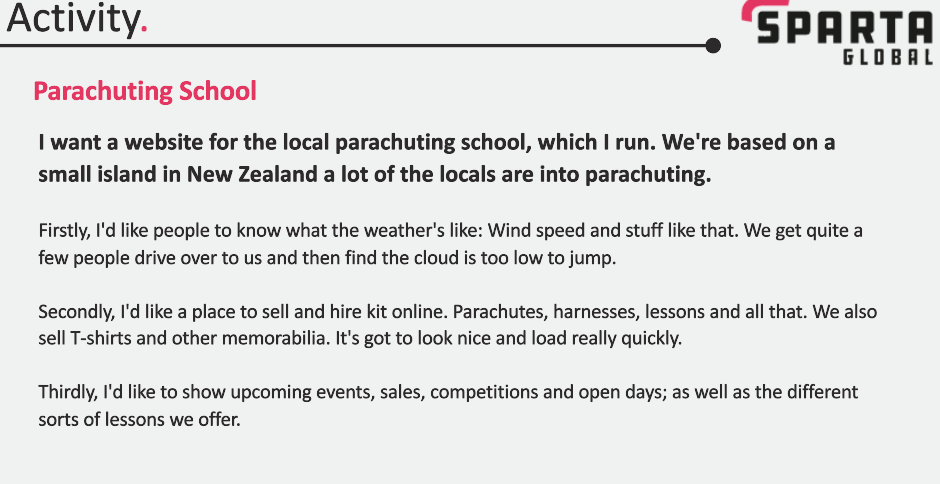 Activity.
SPARTA
GLOBAL
Parachuting School
I want a website for the local parachuting school, which I run. We're based on a
small island in New Zealand a lot of the locals are into parachuting.
Firstly, I'd like people to know what the weather's like: Wind speed and stuff like that. We get quite a
few people drive over to us and then find the cloud is too low to jump.
Secondly, I'd like a place to sell and hire kit online. Parachutes, harnesses, lessons and all that. We also
sell T-shirts and other memorabilia. It's got to look nice and load really quickly.
Thirdly, I'd like to show upcoming events, sales, competitions and open days; as well as the different
sorts of lessons we offer.